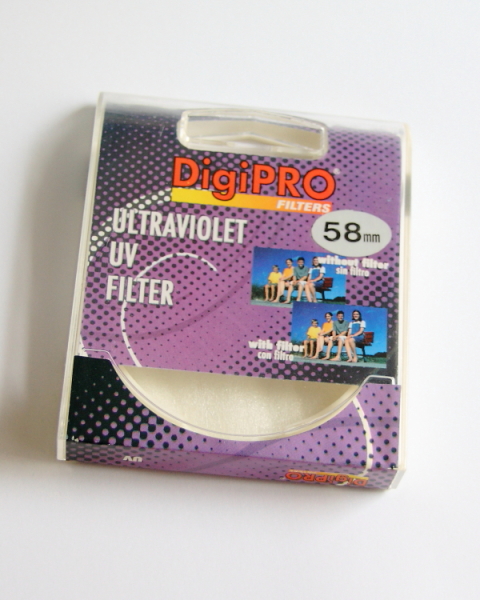 DigiPRO
FILTERS
ULTRAVIOLET
UV
FILTER
58mm
without filter
sin filtro
with filter
con filtro
DigiPRO